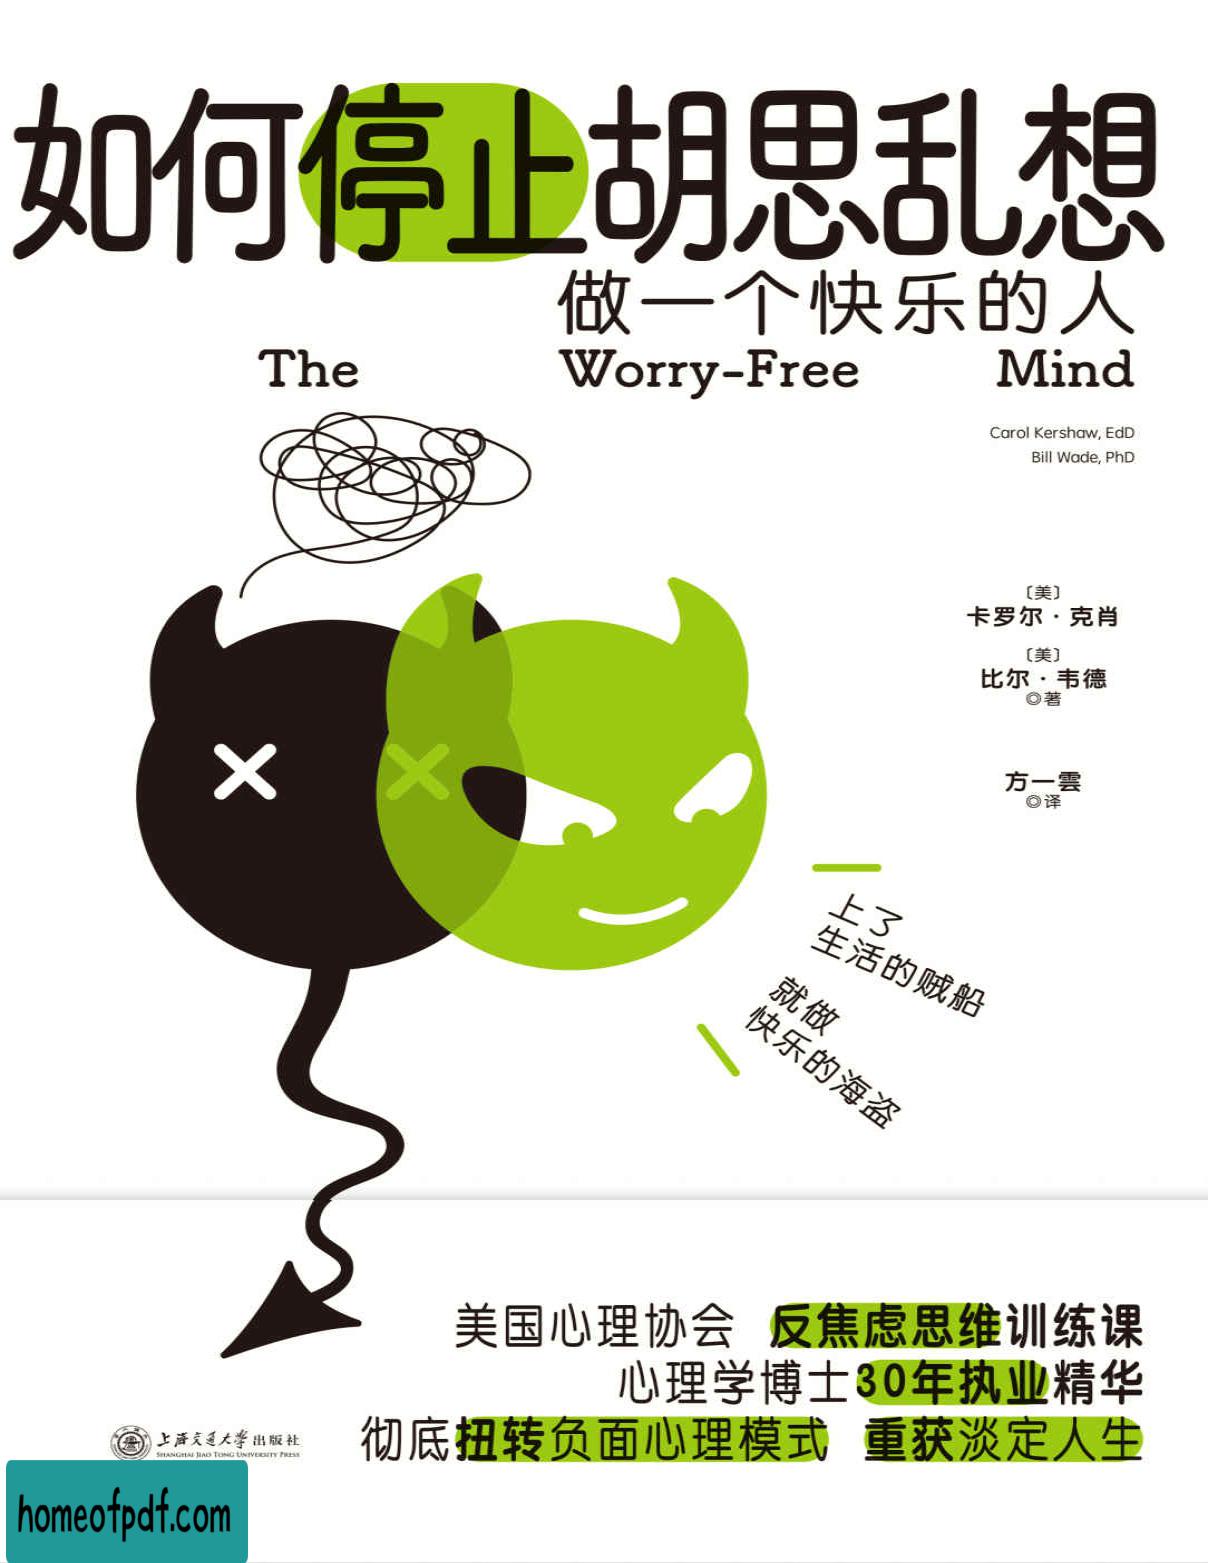 如何停止胡思乱想
做一个快乐的人
The Worry-Free Mind
Carol Kershaw, EdD
Bill Wade, PhD
〔美〕
卡罗尔·克肖
〔美〕
比尔·韦德
◎著
方一雲
◎译
上了
生活的贼船
就做
快乐的海盗
美国心理协会 反焦虑思维训练课
心理学博士30年执业精华
彻底扭转负面心理模式 重获淡定人生
上海交通大学出版社
SHANGHAI JIAO TONG UNIVERSITY PRESS
homeofpdf.com